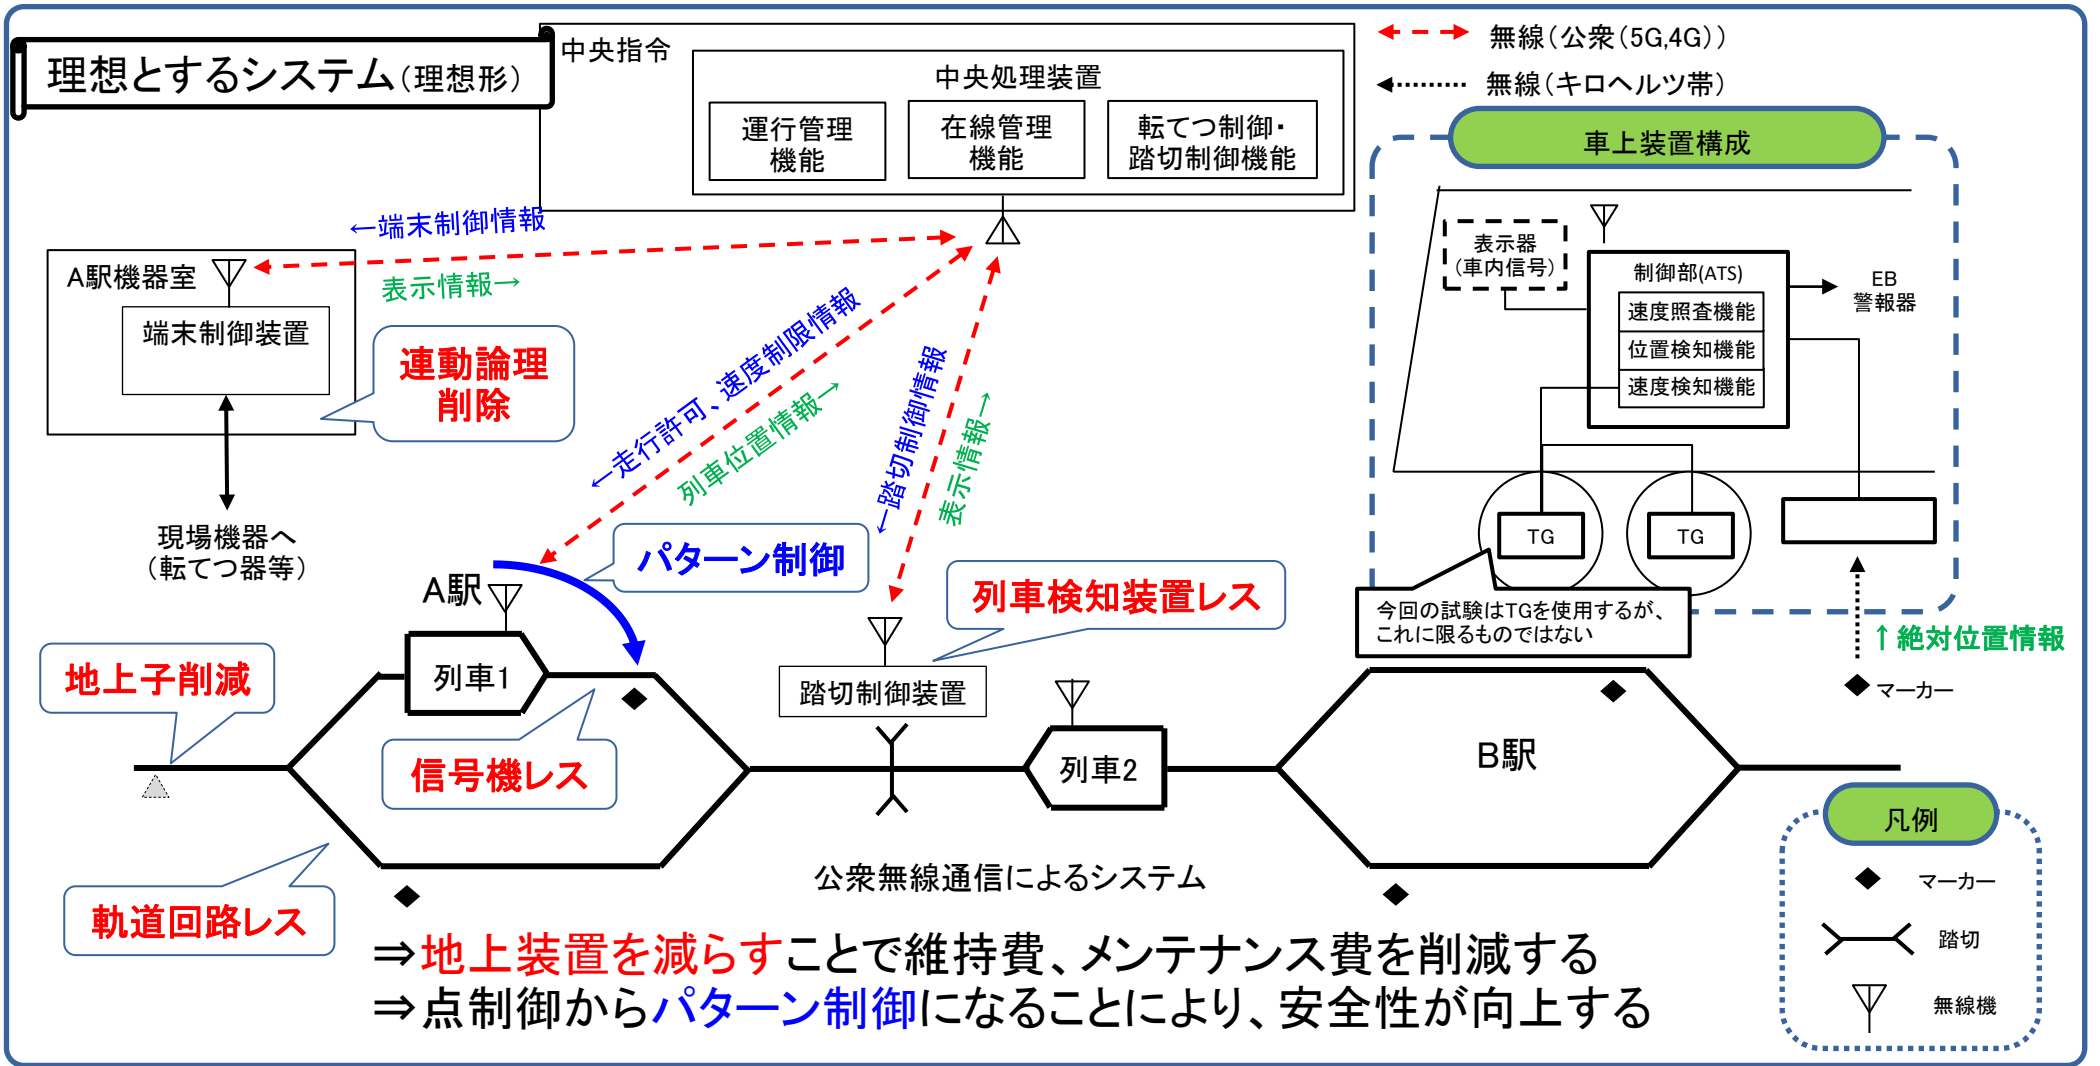 理想とするシステム（理想形）
中央指令
中央処理装置
運行管理
機能
在線管理
機能
転てつ制御・
踏切制御機能
無線（公衆（5G,4G））
無線（キロヘルツ帯）
車上装置構成
表示器
（車内信号）
制御部(ATS)
速度照査機能
位置検知機能
速度検知機能
EB
警報器
TG
TG
今回の試験はTGを使用するが、
これに限るものではない
↑絶対位置情報
マーカー
←端末制御情報
表示情報→
A駅機器室
端末制御装置
連動論理
削除
現場機器へ
（転てつ器等）
←走行許可、速度制限情報
列車位置情報→
←踏切制御情報
表示情報→
パターン制御
列車検知装置レス
A駅
列車1
地上子削減
信号機レス
踏切制御装置
列車2
B駅
軌道回路レス
公衆無線通信によるシステム
⇒地上装置を減らすことで維持費、メンテナンス費を削減する
⇒点制御からパターン制御になることにより、安全性が向上する
凡例
マーカー
踏切
無線機